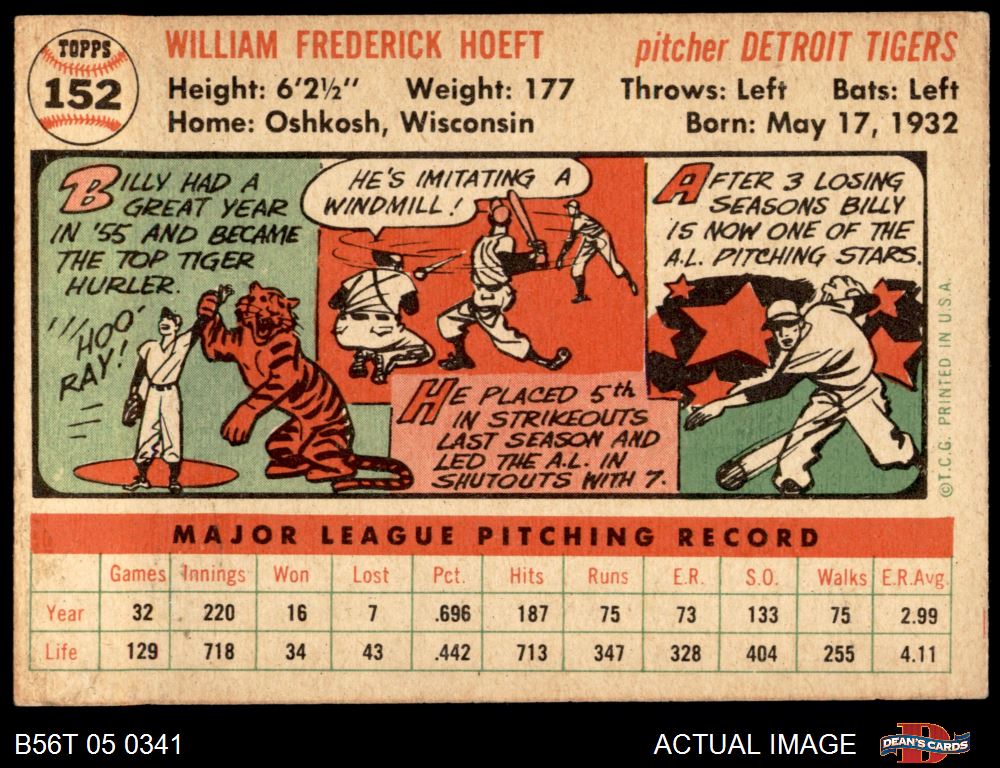 TOPPS
152
WILLIAM FREDERICK HOEFT
pitcher DETROIT TIGERS
Height: 6'2½"
Weight: 177
Throws: Left
Bats: Left
Home: Oshkosh, Wisconsin
Born: May 17, 1932
BILLY HAD A
GREAT YEAR
IN '55 AND BECAME
THE TOP TIGER
HURLER.
HOO
RAY!
HE'S IMITATING A
WINDMILL!
HE PLACED 5th
IN STRIKEOUTS
LAST SEASON AND
LED THE A.L. IN
SHUTOUTS WITH 7.
AFTER 3 LOSING
SEASONS BILLY
IS NOW ONE OF THE
A.L. PITCHING STARS.
©T.C.G. PRINTED IN U.S.A.
MAJOR LEAGUE PITCHING RECORD
Games Innings Won Lost Pct. Hits Runs E.R. S.O. Walks E.R.Avg.
Year 32 220 16 7 .696 187 75 73 133 75 2.99
Life 129 718 34 43 .442 713 347 328 404 255 4.11
B56T 05 0341
ACTUAL IMAGE
DEAN'S CARDS